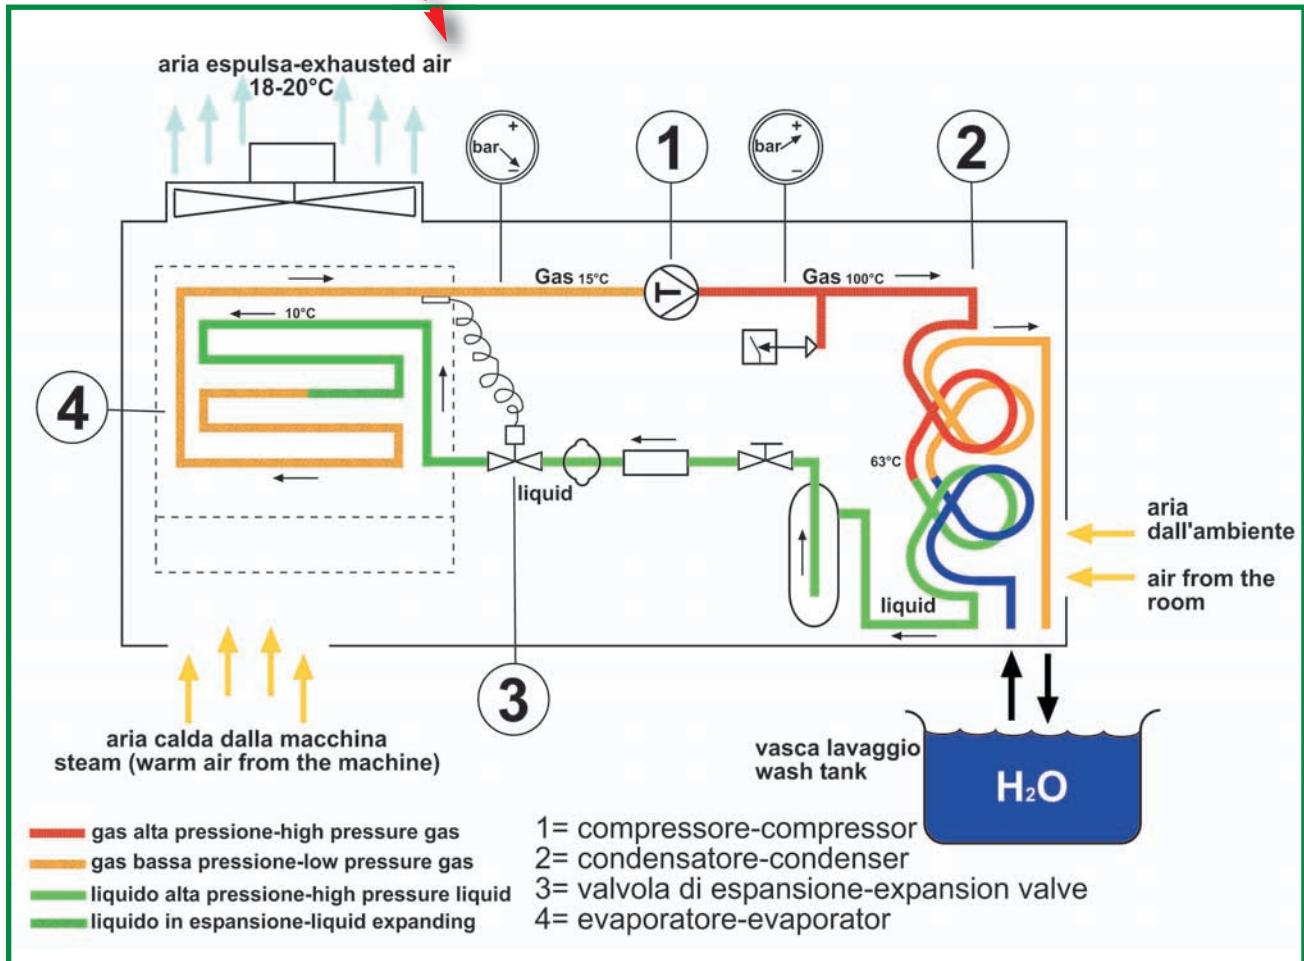 aria espulsa-exhausted air
18-20°C
+
bar
−
1
+
bar
−
2
Gas 15°C
Gas 100°C
10°C
4
63°C
liquid
aria
dall'ambiente
air from the
room
liquid
3
aria calda dalla macchina
steam (warm air from the machine)
vasca lavaggio
wash tank
H₂O
gas alta pressione-high pressure gas
gas bassa pressione-low pressure gas
liquido alta pressione-high pressure liquid
liquido in espansione-liquid expanding
1= compressore-compressor
2= condensatore-condenser
3= valvola di espansione-expansion valve
4= evaporatore-evaporator